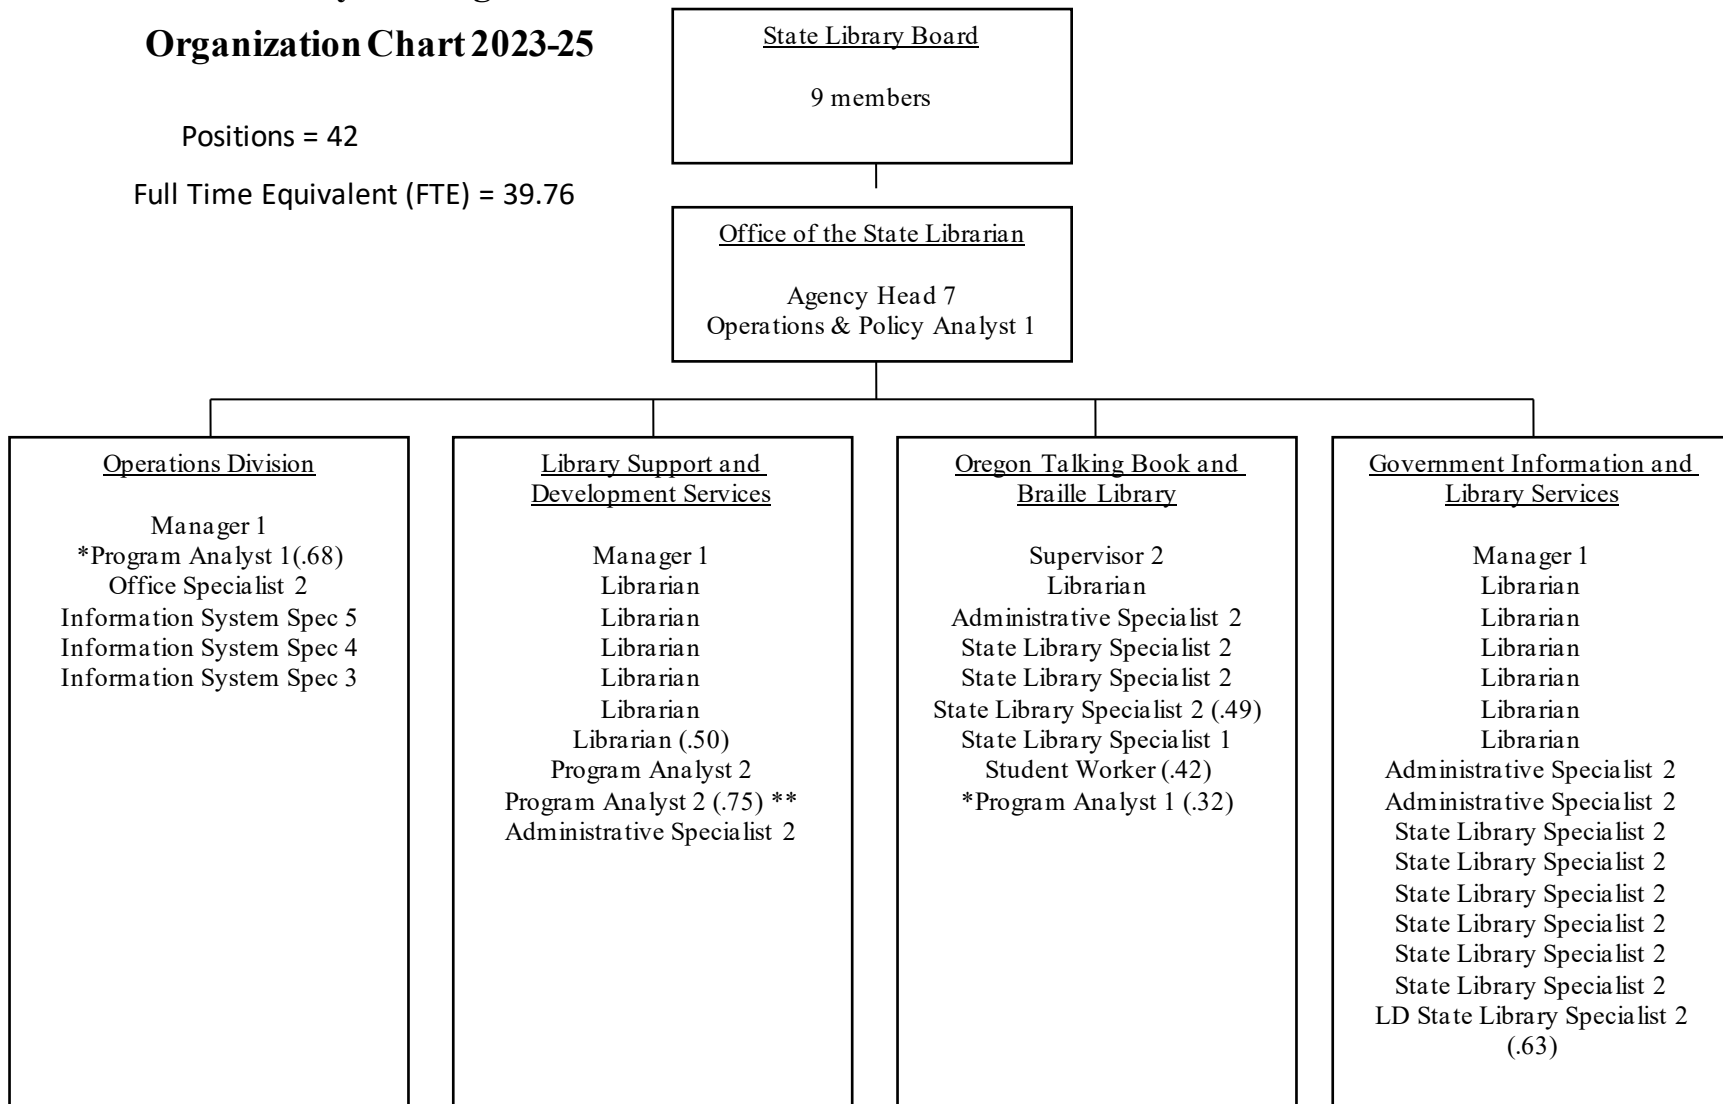 Organization Chart 2023-25
Positions = 42
Full Time Equivalent (FTE) = 39.76
State Library Board
9 members
Office of the State Librarian
Agency Head 7
Operations & Policy Analyst 1
Operations Division
Manager 1
*Program Analyst 1(.68)
Office Specialist 2
Information System Spec 5
Information System Spec 4
Information System Spec 3
Library Support and
Development Services
Manager 1
Librarian
Librarian
Librarian
Librarian
Librarian
Librarian (.50)
Program Analyst 2
Program Analyst 2 (.75) **
Administrative Specialist 2
Oregon Talking Book and
Braille Library
Supervisor 2
Librarian
Administrative Specialist 2
State Library Specialist 2
State Library Specialist 2
State Library Specialist 2 (.49)
State Library Specialist 1
Student Worker (.42)
*Program Analyst 1 (.32)
Government Information and
Library Services
Manager 1
Librarian
Librarian
Librarian
Librarian
Librarian
Librarian
Administrative Specialist 2
Administrative Specialist 2
State Library Specialist 2
State Library Specialist 2
State Library Specialist 2
State Library Specialist 2
State Library Specialist 2
State Library Specialist 2
LD State Library Specialist 2
(.63)